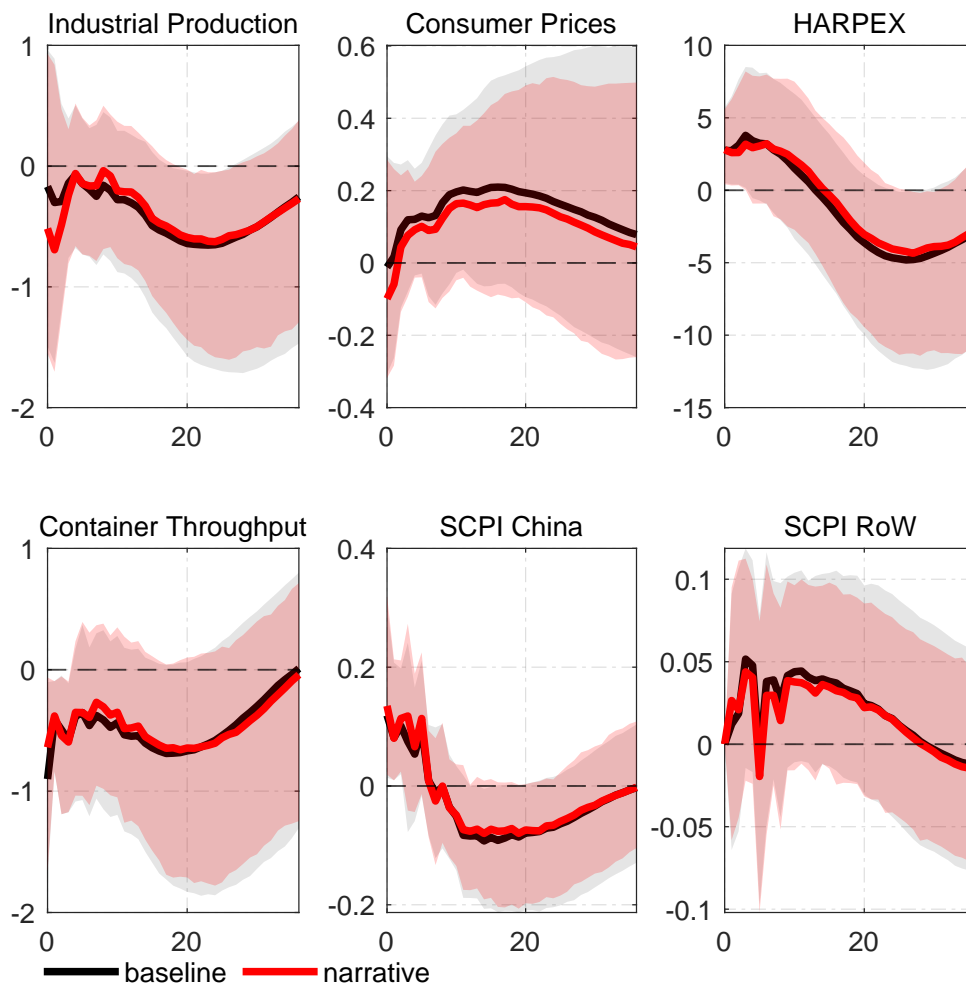 Industrial Production Consumer Prices HARPEX
1 0.6 10
0.4 5
0 0.2 0
-1 0 -5
-0.2 -10
-2 -0.4 -15
0 20 0 20 0 20
Container Throughput SCPI China SCPI RoW
1 0.4 0.1
0 0.2 0.05
0
-1 0 -0.05
-2 -0.2 -0.1
0 20 0 20 0 20
baseline narrative